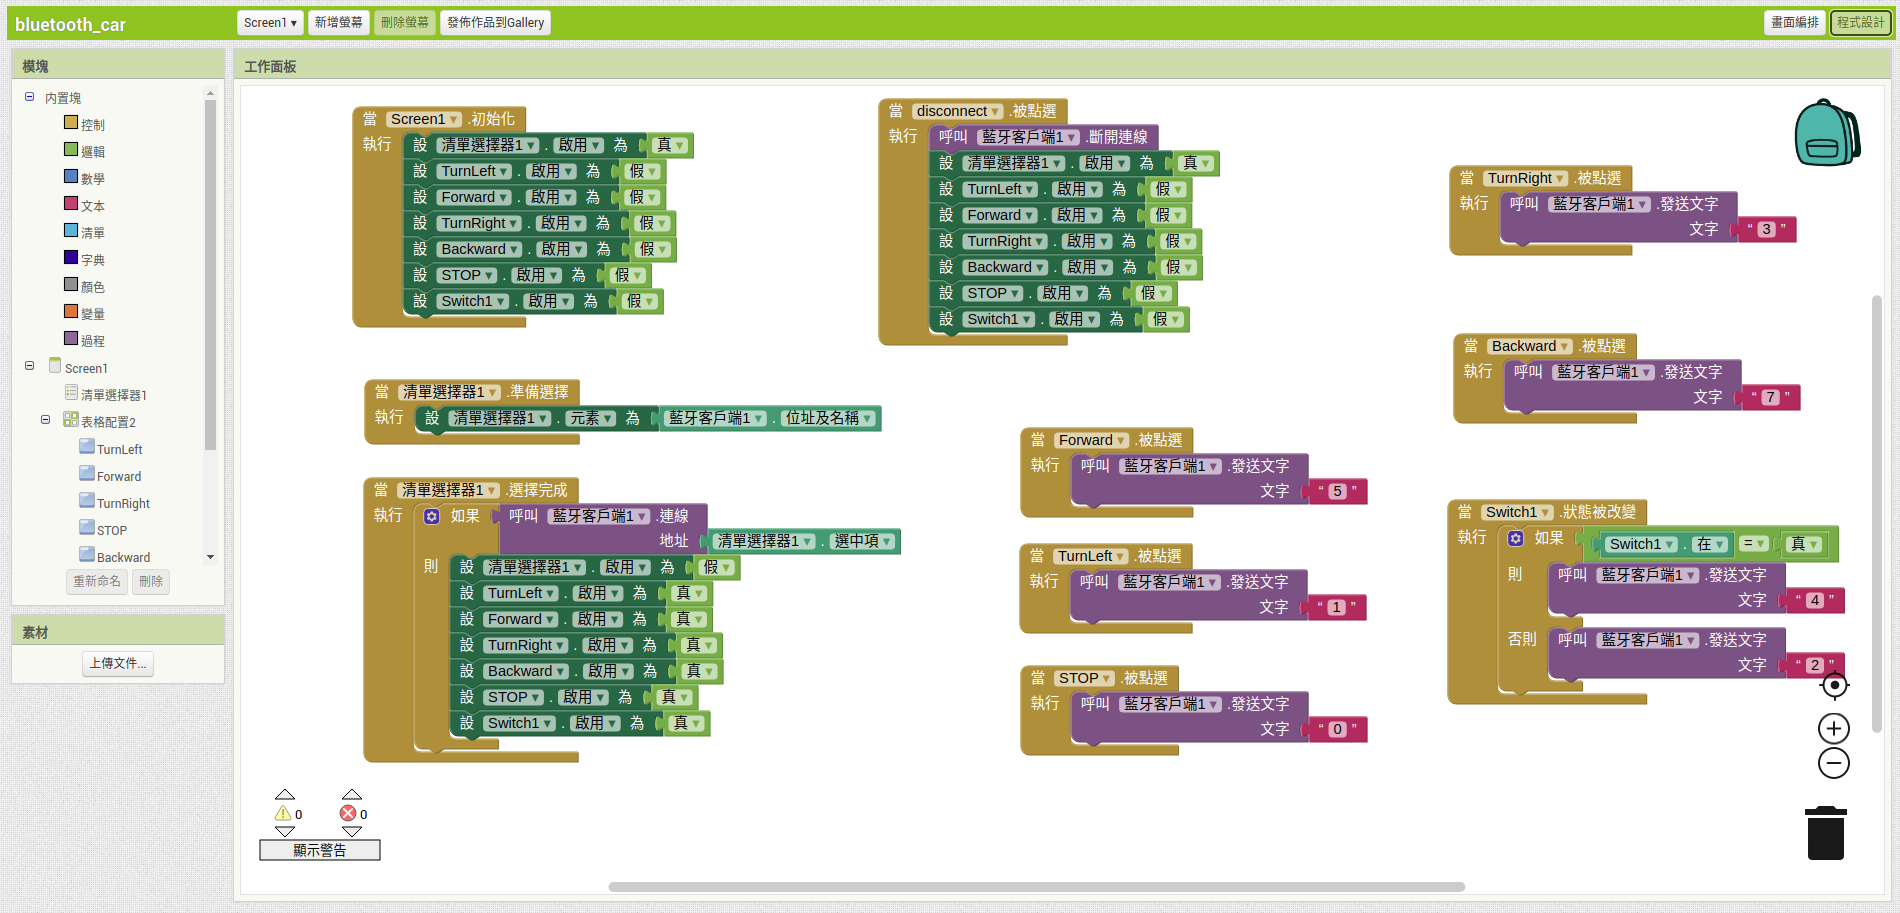 bluetooth_car
Screen1 ▾
新增螢幕
刪除螢幕
發佈作品到Gallery
畫面編排
程式設計
模塊
內置塊
控制
邏輯
數學
文本
清單
字典
顏色
變量
過程
Screen1
清單選擇器1
表格配置2
TurnLeft
Forward
TurnRight
STOP
Backward
重新命名
刪除
素材
上傳文件...
工作面板
當 Screen1 ▾ .初始化
執行 設 清單選擇器1 ▾ . 啟用 ▾ 為 真 ▾
設 TurnLeft ▾ . 啟用 ▾ 為 假 ▾
設 Forward ▾ . 啟用 ▾ 為 假 ▾
設 TurnRight ▾ . 啟用 ▾ 為 假 ▾
設 Backward ▾ . 啟用 ▾ 為 假 ▾
設 STOP ▾ . 啟用 ▾ 為 假 ▾
設 Switch1 ▾ . 啟用 ▾ 為 假 ▾
當 清單選擇器1 ▾ .準備選擇
執行 設 清單選擇器1 ▾ . 元素 ▾ 為 藍牙客戶端1 ▾ . 位址及名稱 ▾
當 清單選擇器1 ▾ .選擇完成
執行 如果 呼叫 藍牙客戶端1 ▾ .連線
地址 清單選擇器1 ▾ . 選中項 ▾
則 設 清單選擇器1 ▾ . 啟用 ▾ 為 假 ▾
設 TurnLeft ▾ . 啟用 ▾ 為 真 ▾
設 Forward ▾ . 啟用 ▾ 為 真 ▾
設 TurnRight ▾ . 啟用 ▾ 為 真 ▾
設 Backward ▾ . 啟用 ▾ 為 真 ▾
設 STOP ▾ . 啟用 ▾ 為 真 ▾
設 Switch1 ▾ . 啟用 ▾ 為 真 ▾
當 disconnect ▾ .被點選
執行 呼叫 藍牙客戶端1 ▾ .斷開連線
設 清單選擇器1 ▾ . 啟用 ▾ 為 真 ▾
設 TurnLeft ▾ . 啟用 ▾ 為 假 ▾
設 Forward ▾ . 啟用 ▾ 為 假 ▾
設 TurnRight ▾ . 啟用 ▾ 為 假 ▾
設 Backward ▾ . 啟用 ▾ 為 假 ▾
設 STOP ▾ . 啟用 ▾ 為 假 ▾
設 Switch1 ▾ . 啟用 ▾ 為 假 ▾
當 Forward ▾ .被點選
執行 呼叫 藍牙客戶端1 ▾ .發送文字
文字 “ 5 ”
當 TurnLeft ▾ .被點選
執行 呼叫 藍牙客戶端1 ▾ .發送文字
文字 “ 1 ”
當 STOP ▾ .被點選
執行 呼叫 藍牙客戶端1 ▾ .發送文字
文字 “ 0 ”
當 TurnRight ▾ .被點選
執行 呼叫 藍牙客戶端1 ▾ .發送文字
文字 “ 3 ”
當 Backward ▾ .被點選
執行 呼叫 藍牙客戶端1 ▾ .發送文字
文字 “ 7 ”
當 Switch1 ▾ .狀態被改變
執行 如果 Switch1 ▾ . 在 ▾ = ▾ 真 ▾
則 呼叫 藍牙客戶端1 ▾ .發送文字
文字 “ 4 ”
否則 呼叫 藍牙客戶端1 ▾ .發送文字
文字 “ 2 ”
0 0
顯示警告